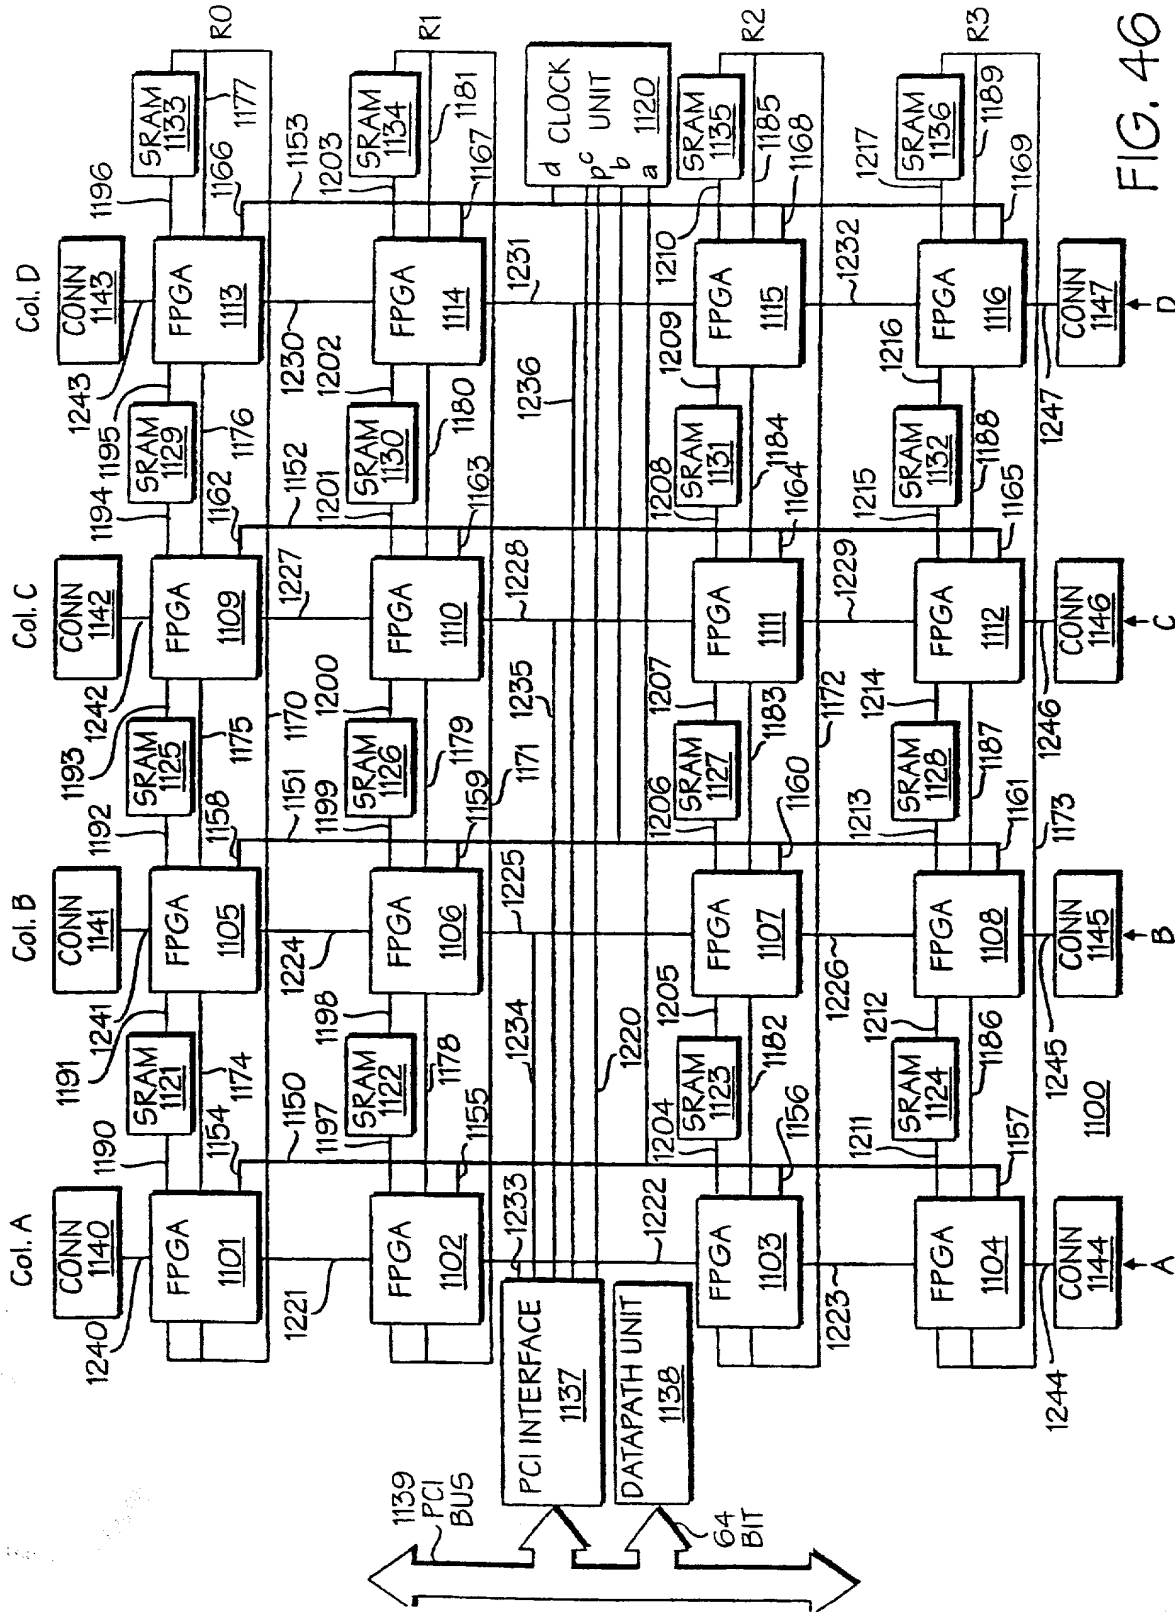 Col. A
Col. B
Col. C
Col. D
CONN
1140
CONN
1141
CONN
1142
CONN
1143
1240
1190
1191
1241
1192
1193
1242
1194
1195
1243
1196
FPGA
1101
SRAM
1121
FPGA
1105
SRAM
1125
FPGA
1109
SRAM
1129
FPGA
1113
SRAM
1133
R0
1154
1174
1158
1175
1162
1176
1166
1177
1150
1151
1170
1152
1153
1221
1197
1224
1198
1199
1227
1200
1201
1230
1202
1203
FPGA
1102
SRAM
1122
FPGA
1106
SRAM
1126
FPGA
1110
SRAM
1130
FPGA
1114
SRAM
1134
R1
1155
1178
1159
1179
1163
1180
1167
1181
1139
PCI
BUS
1233
1234
1225
1171
1235
1228
1236
1231
PCI INTERFACE
1137
d
c
p
b
a
CLOCK
UNIT
1120
1220
DATAPATH UNIT
1138
64
BIT
1222
1204
1205
1206
1207
1208
1209
1210
FPGA
1103
SRAM
1123
FPGA
1107
SRAM
1127
FPGA
1111
SRAM
1131
FPGA
1115
SRAM
1135
R2
1156
1182
1160
1183
1164
1184
1168
1185
1172
1223
1211
1226
1212
1213
1229
1214
1215
1232
1216
1217
FPGA
1104
SRAM
1124
FPGA
1108
SRAM
1128
FPGA
1112
SRAM
1132
FPGA
1116
SRAM
1136
R3
1157
1186
1161
1187
1165
1188
1169
1189
1244
1245
1173
1246
1247
CONN
1144
CONN
1145
CONN
1146
CONN
1147
1100
A
B
C
D
FIG. 46